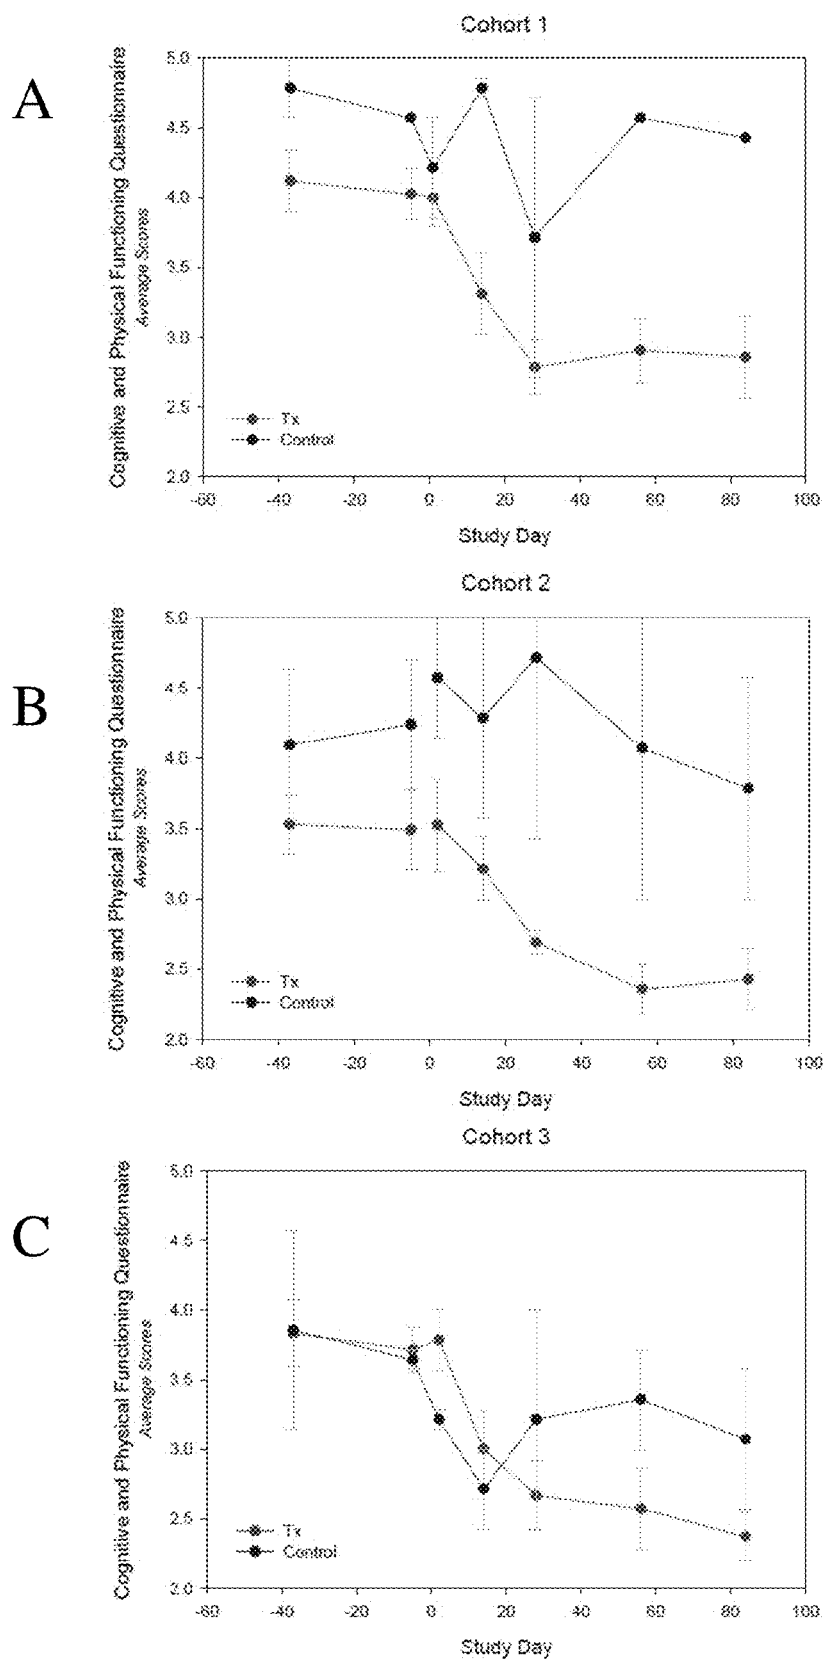 Cohort 1
A
Cognitive and Physical Functioning Questionnaire
Average Scores
5.0
4.5
4.0
3.5
3.0
2.5
2.0
Tx
Control
-60 -40 -20 0 20 40 60 80 100
Study Day
Cohort 2
B
Cognitive and Physical Functioning Questionnaire
Average Scores
5.0
4.5
4.0
3.5
3.0
2.5
2.0
Tx
Control
-60 -40 -20 0 20 40 60 80 100
Study Day
Cohort 3
C
Cognitive and Physical Functioning Questionnaire
Average Scores
5.0
4.5
4.0
3.5
3.0
2.5
2.0
Tx
Control
-60 -40 -20 0 20 40 60 80 100
Study Day